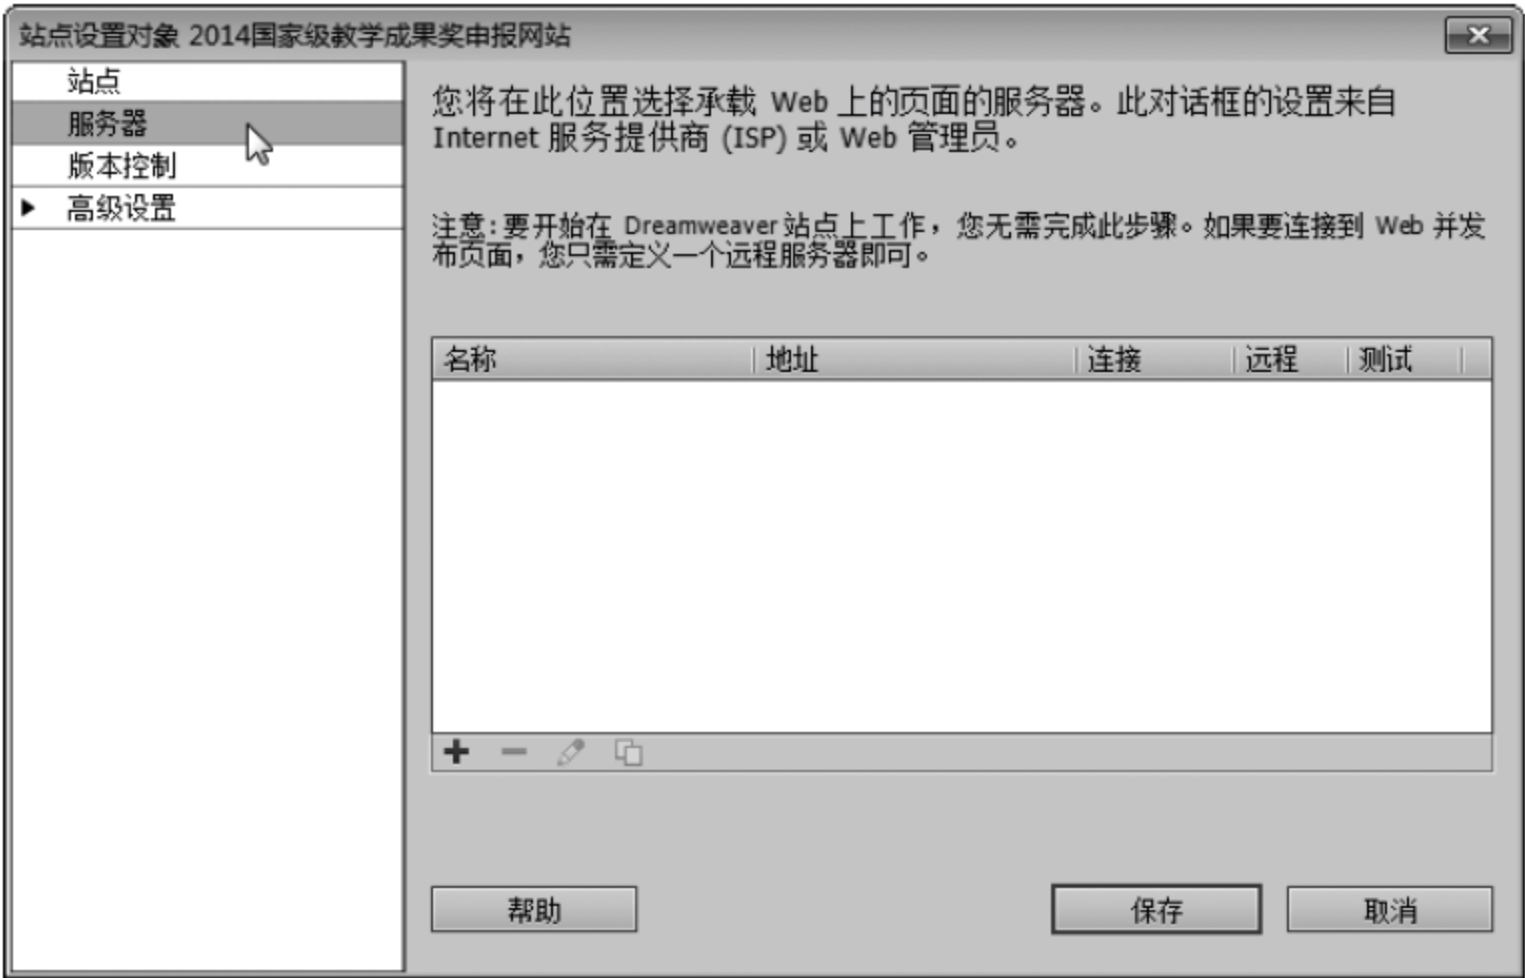 站点设置对象 2014国家级教学成果奖申报网站
站点
服务器
版本控制
高级设置
您将在此位置选择承载 Web 上的页面的服务器。此对话框的设置来自
Internet 服务提供商 (ISP) 或 Web 管理员。
注意:要开始在 Dreamweaver 站点上工作，您无需完成此步骤。如果要连接到 Web 并发
布页面，您只需定义一个远程服务器即可。
名称 地址 连接 远程 测试
帮助 保存 取消